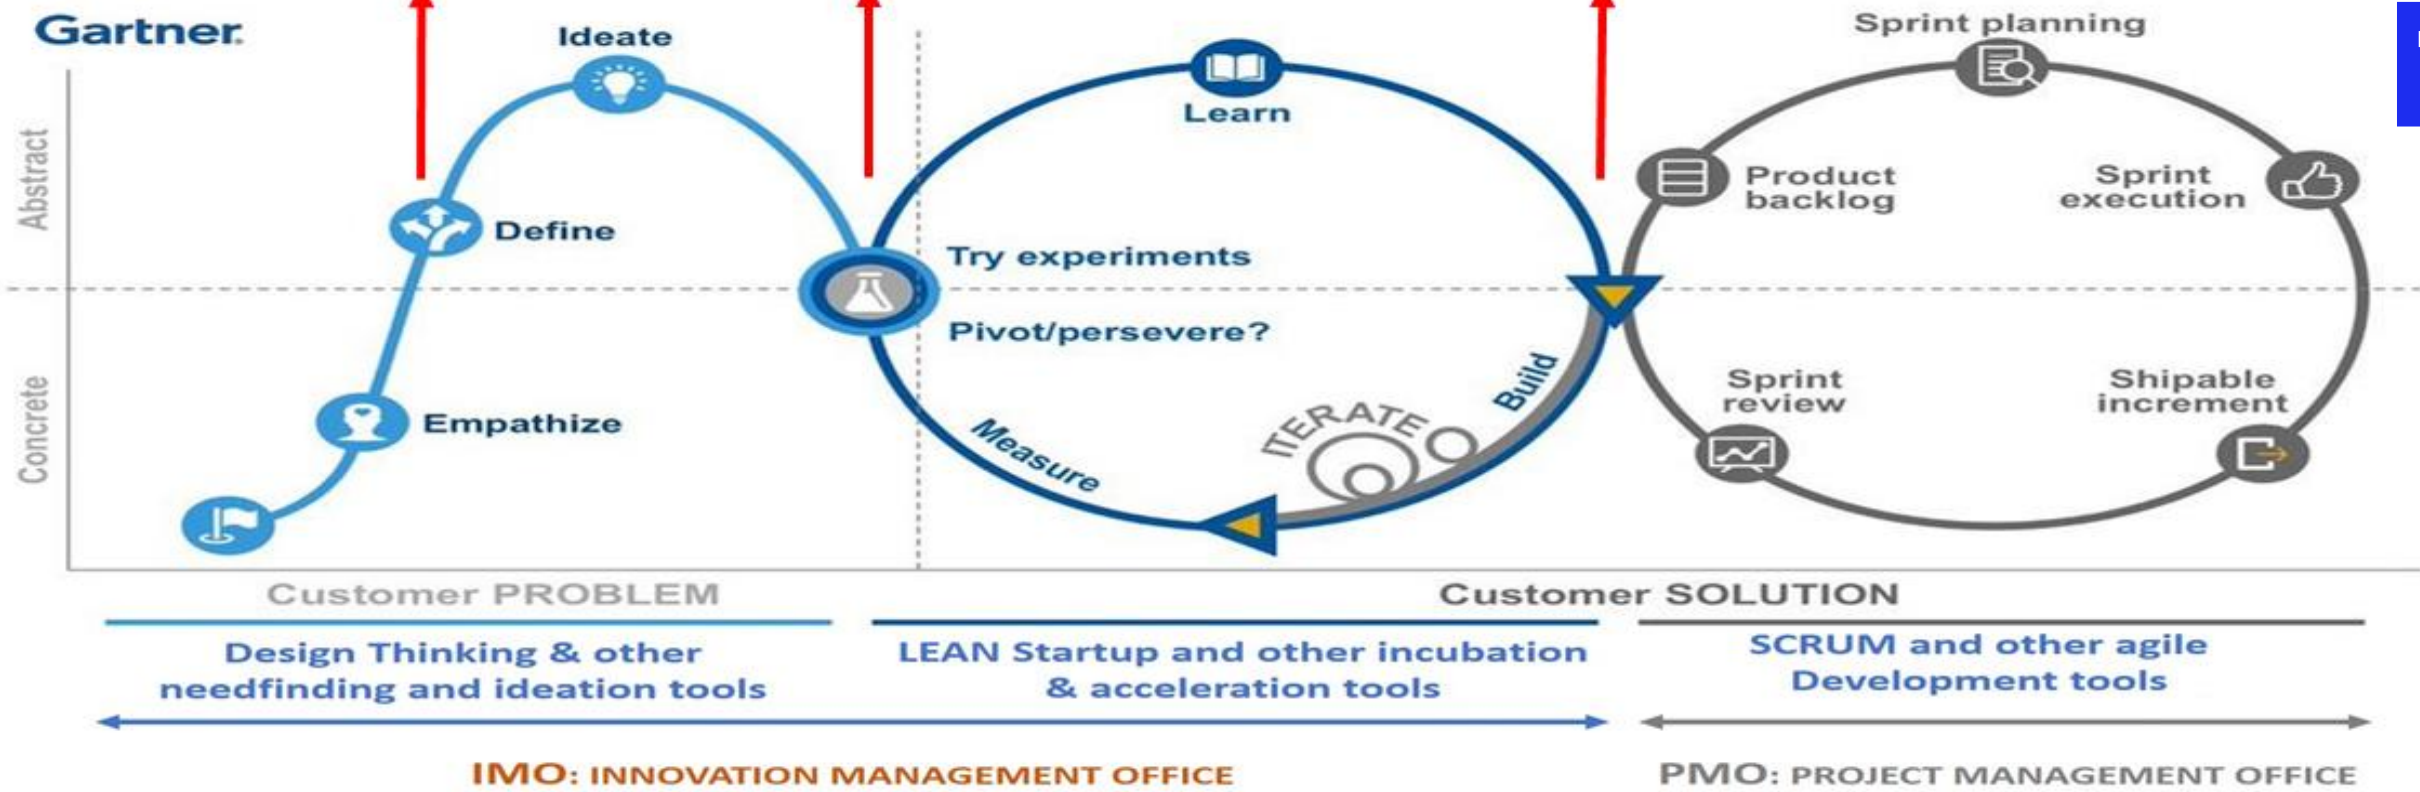 Gartner.
Ideate
Define
Empathize
Abstract
Concrete
Learn
Try experiments
Pivot/persevere?
Measure
ITERATE
Build
Sprint planning
Product
backlog
Sprint
execution
Sprint
review
Shipable
increment
Customer PROBLEM
Customer SOLUTION
Design Thinking & other
needfinding and ideation tools
LEAN Startup and other incubation
& acceleration tools
SCRUM and other agile
Development tools
IMO: INNOVATION MANAGEMENT OFFICE
PMO: PROJECT MANAGEMENT OFFICE